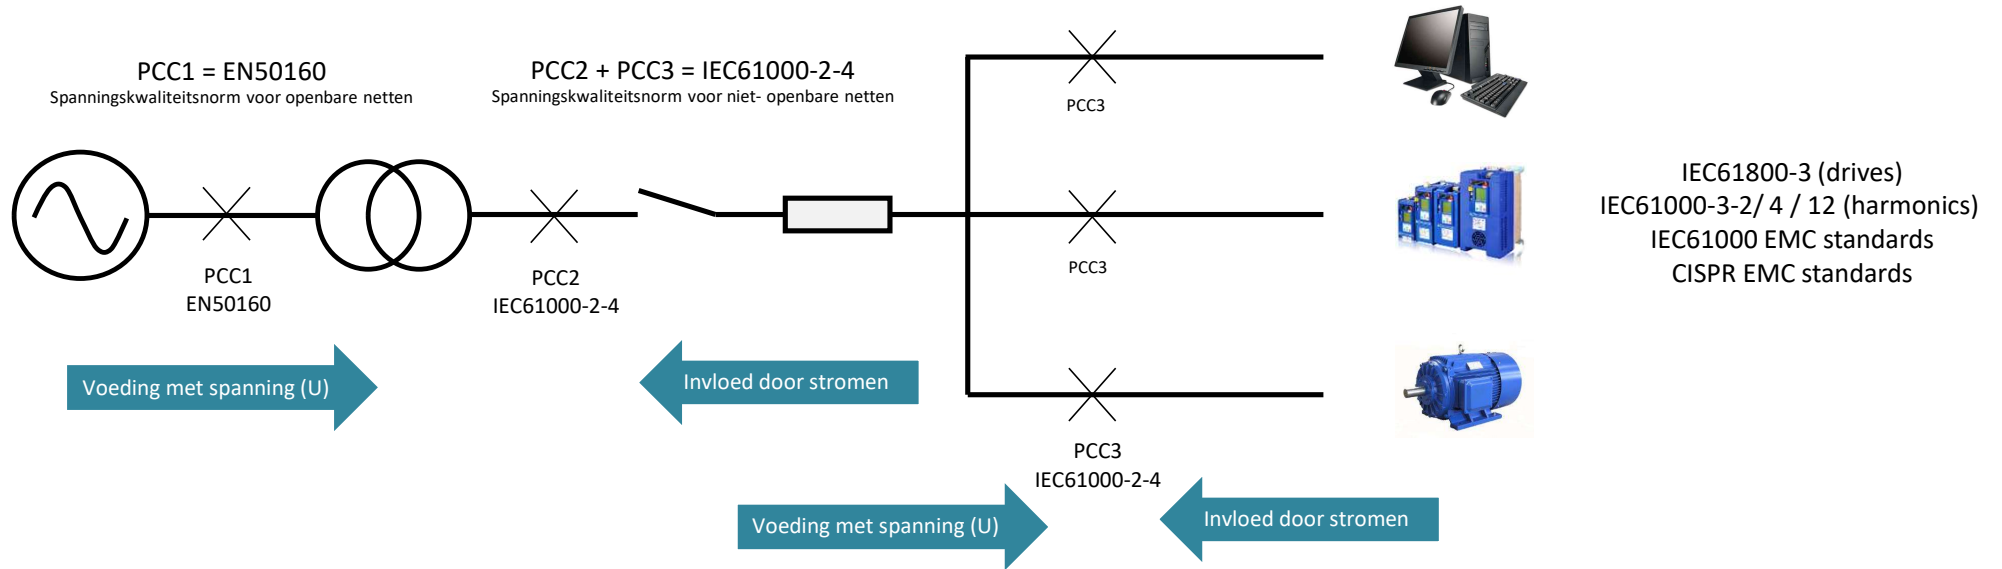 PCC1 = EN50160
Spanningskwaliteitsnorm voor openbare netten
PCC2 + PCC3 = IEC61000-2-4
Spanningskwaliteitsnorm voor niet- openbare netten
PCC3
PCC1
EN50160
PCC2
IEC61000-2-4
PCC3
IEC61800-3 (drives)
IEC61000-3-2/ 4 / 12 (harmonics)
IEC61000 EMC standards
CISPR EMC standards
Voeding met spanning (U)
Invloed door stromen
PCC3
IEC61000-2-4
Voeding met spanning (U)
Invloed door stromen